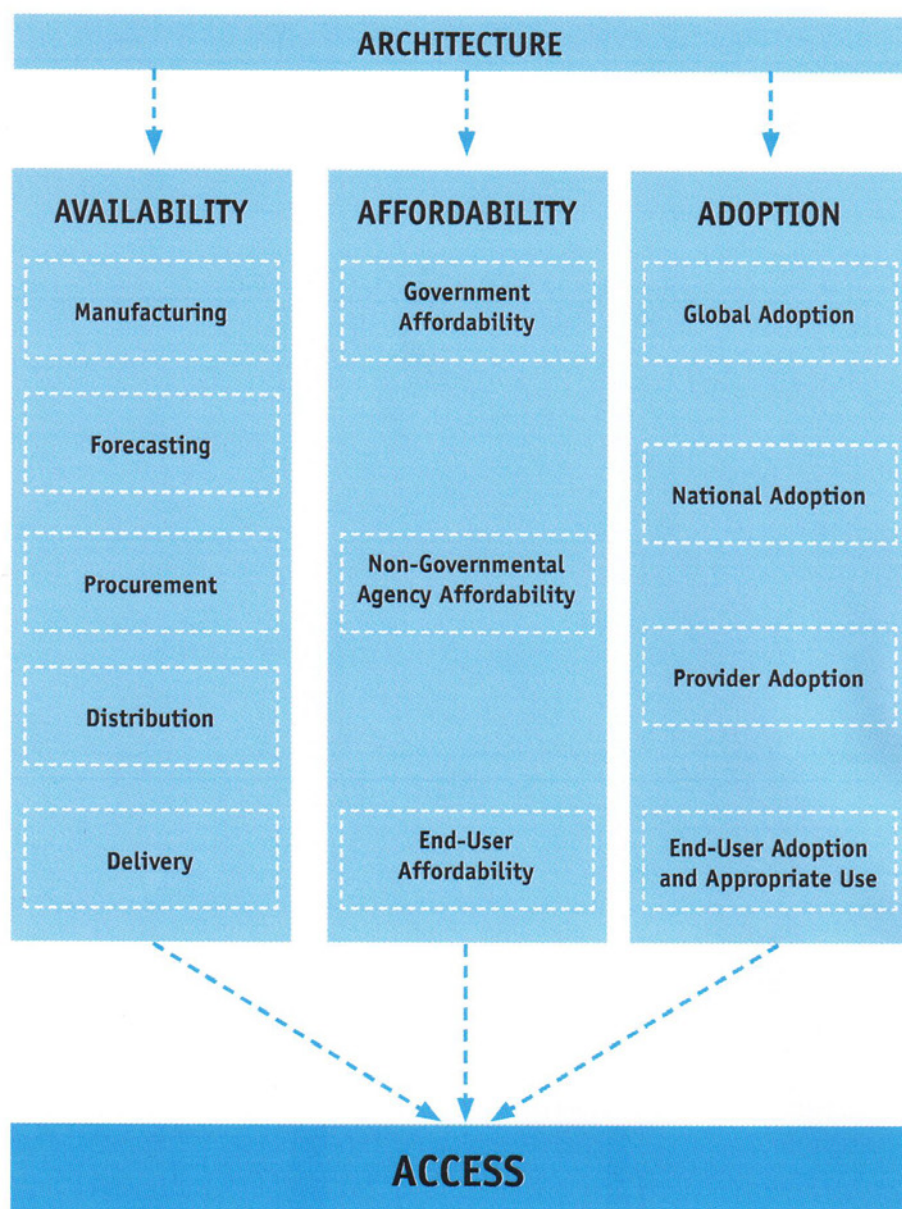 ARCHITECTURE
AVAILABILITY
Manufacturing
Forecasting
Procurement
Distribution
Delivery
AFFORDABILITY
Government
Affordability
Non-Governmental
Agency Affordability
End-User
Affordability
ADOPTION
Global Adoption
National Adoption
Provider Adoption
End-User Adoption
and Appropriate Use
ACCESS